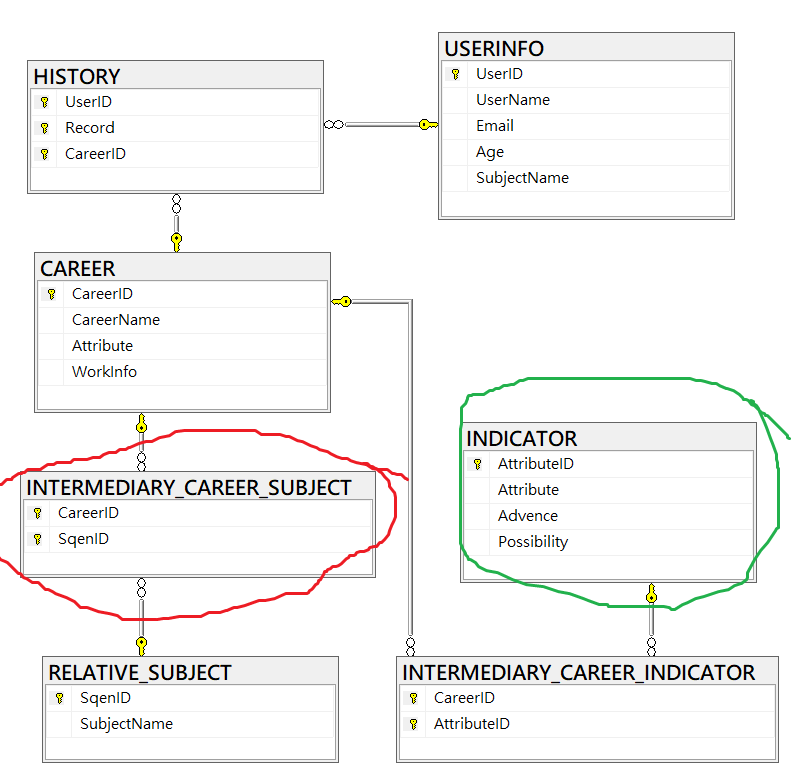 USERINFO
UserID
UserName
Email
Age
SubjectName
HISTORY
UserID
Record
CareerID
CAREER
CareerID
CareerName
Attribute
WorkInfo
INDICATOR
AttributeID
Attribute
Advence
Possibility
INTERMEDIARY_CAREER_SUBJECT
CareerID
SqenID
RELATIVE_SUBJECT
SqenID
SubjectName
INTERMEDIARY_CAREER_INDICATOR
CareerID
AttributeID